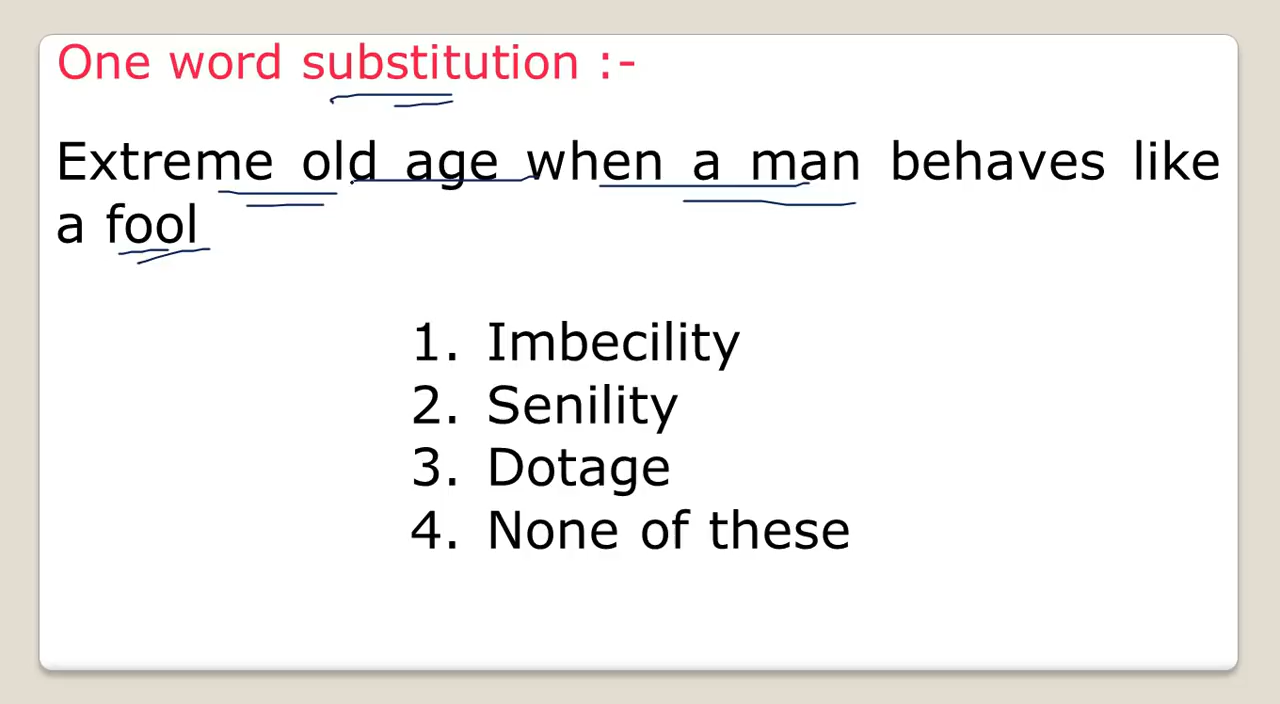 One word substitution :-
Extreme old age when a man behaves like
a fool
1. Imbecility
2. Senility
3. Dotage
4. None of these